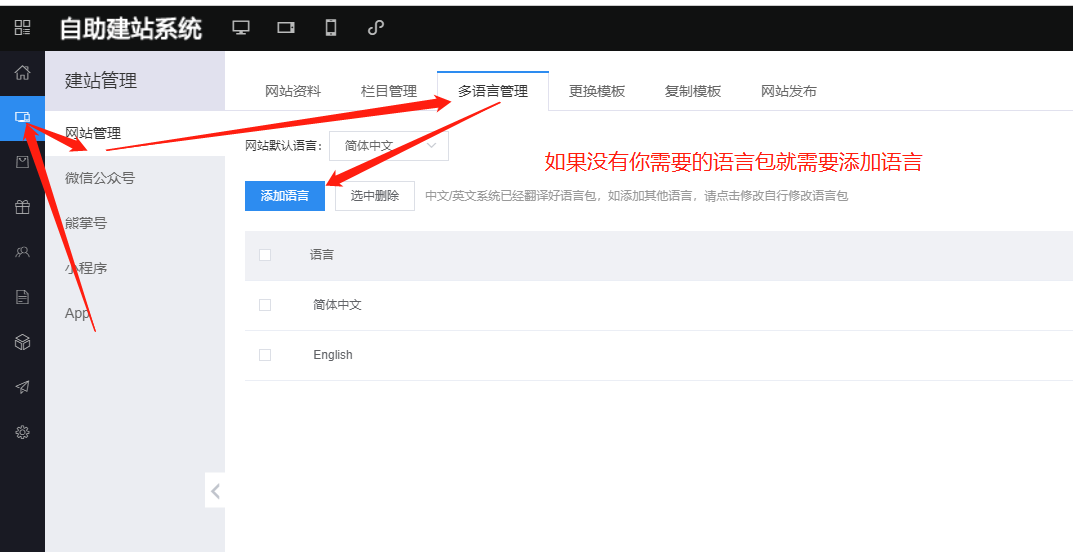 自助建站系统
建站管理
网站资料 栏目管理 多语言管理 更换模板 复制模板 网站发布
网站管理
网站默认语言： 简体中文
如果没有你需要的语言包就需要添加语言
微信公众号
添加语言 选中删除 中文/英文系统已经翻译好语言包，如添加其他语言，请点击修改自行修改语言包
熊掌号
语言
小程序
简体中文
App
English